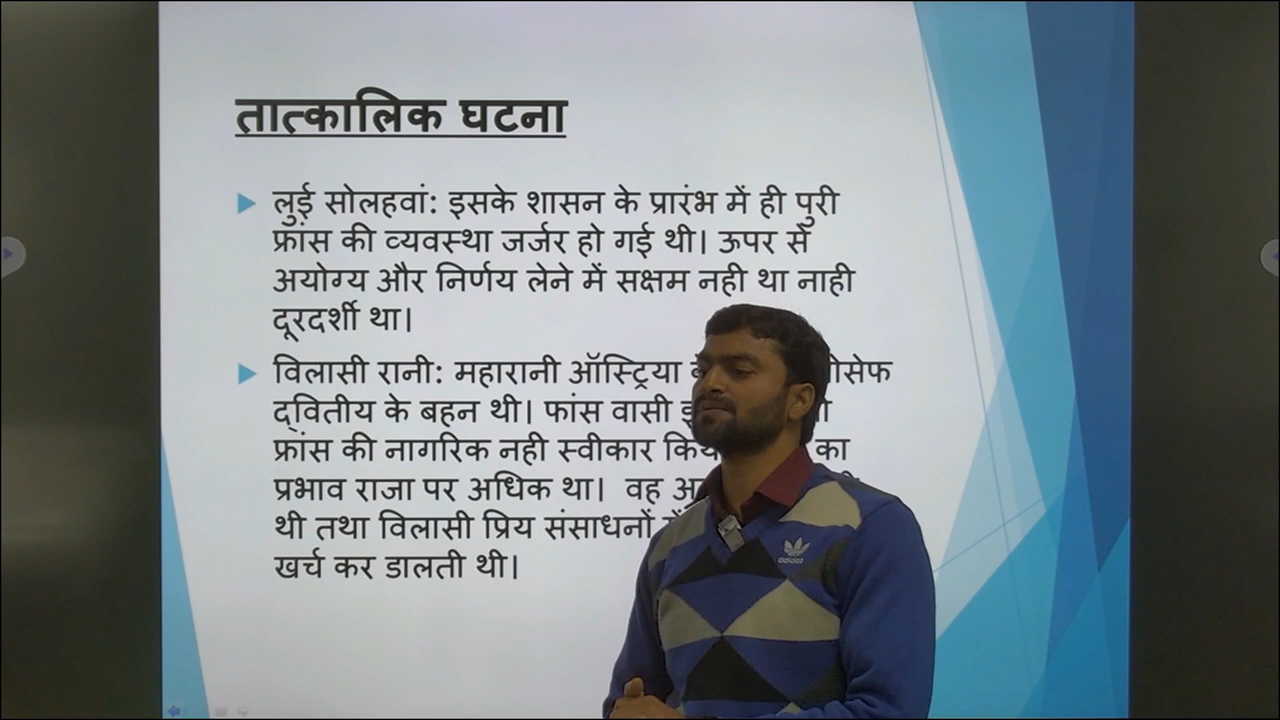 तात्कालिक घटना
लुई सोलहवां: इसके शासन के प्रारंभ में ही पुरी
फ्रांस की व्यवस्था जर्जर हो गई थी। ऊपर से
अयोग्य और निर्णय लेने में सक्षम नही था नाही
दूरदर्शी था।
विलासी रानी: महारानी ऑस्ट्रिया
द्वितीय के बहन थी। फांस वासी
फ्रांस की नागरिक नही स्वीकार का
प्रभाव राजा पर अधिक था। वह
थी तथा विलासी प्रिय संसाधनों
खर्च कर डालती थी।
adidas